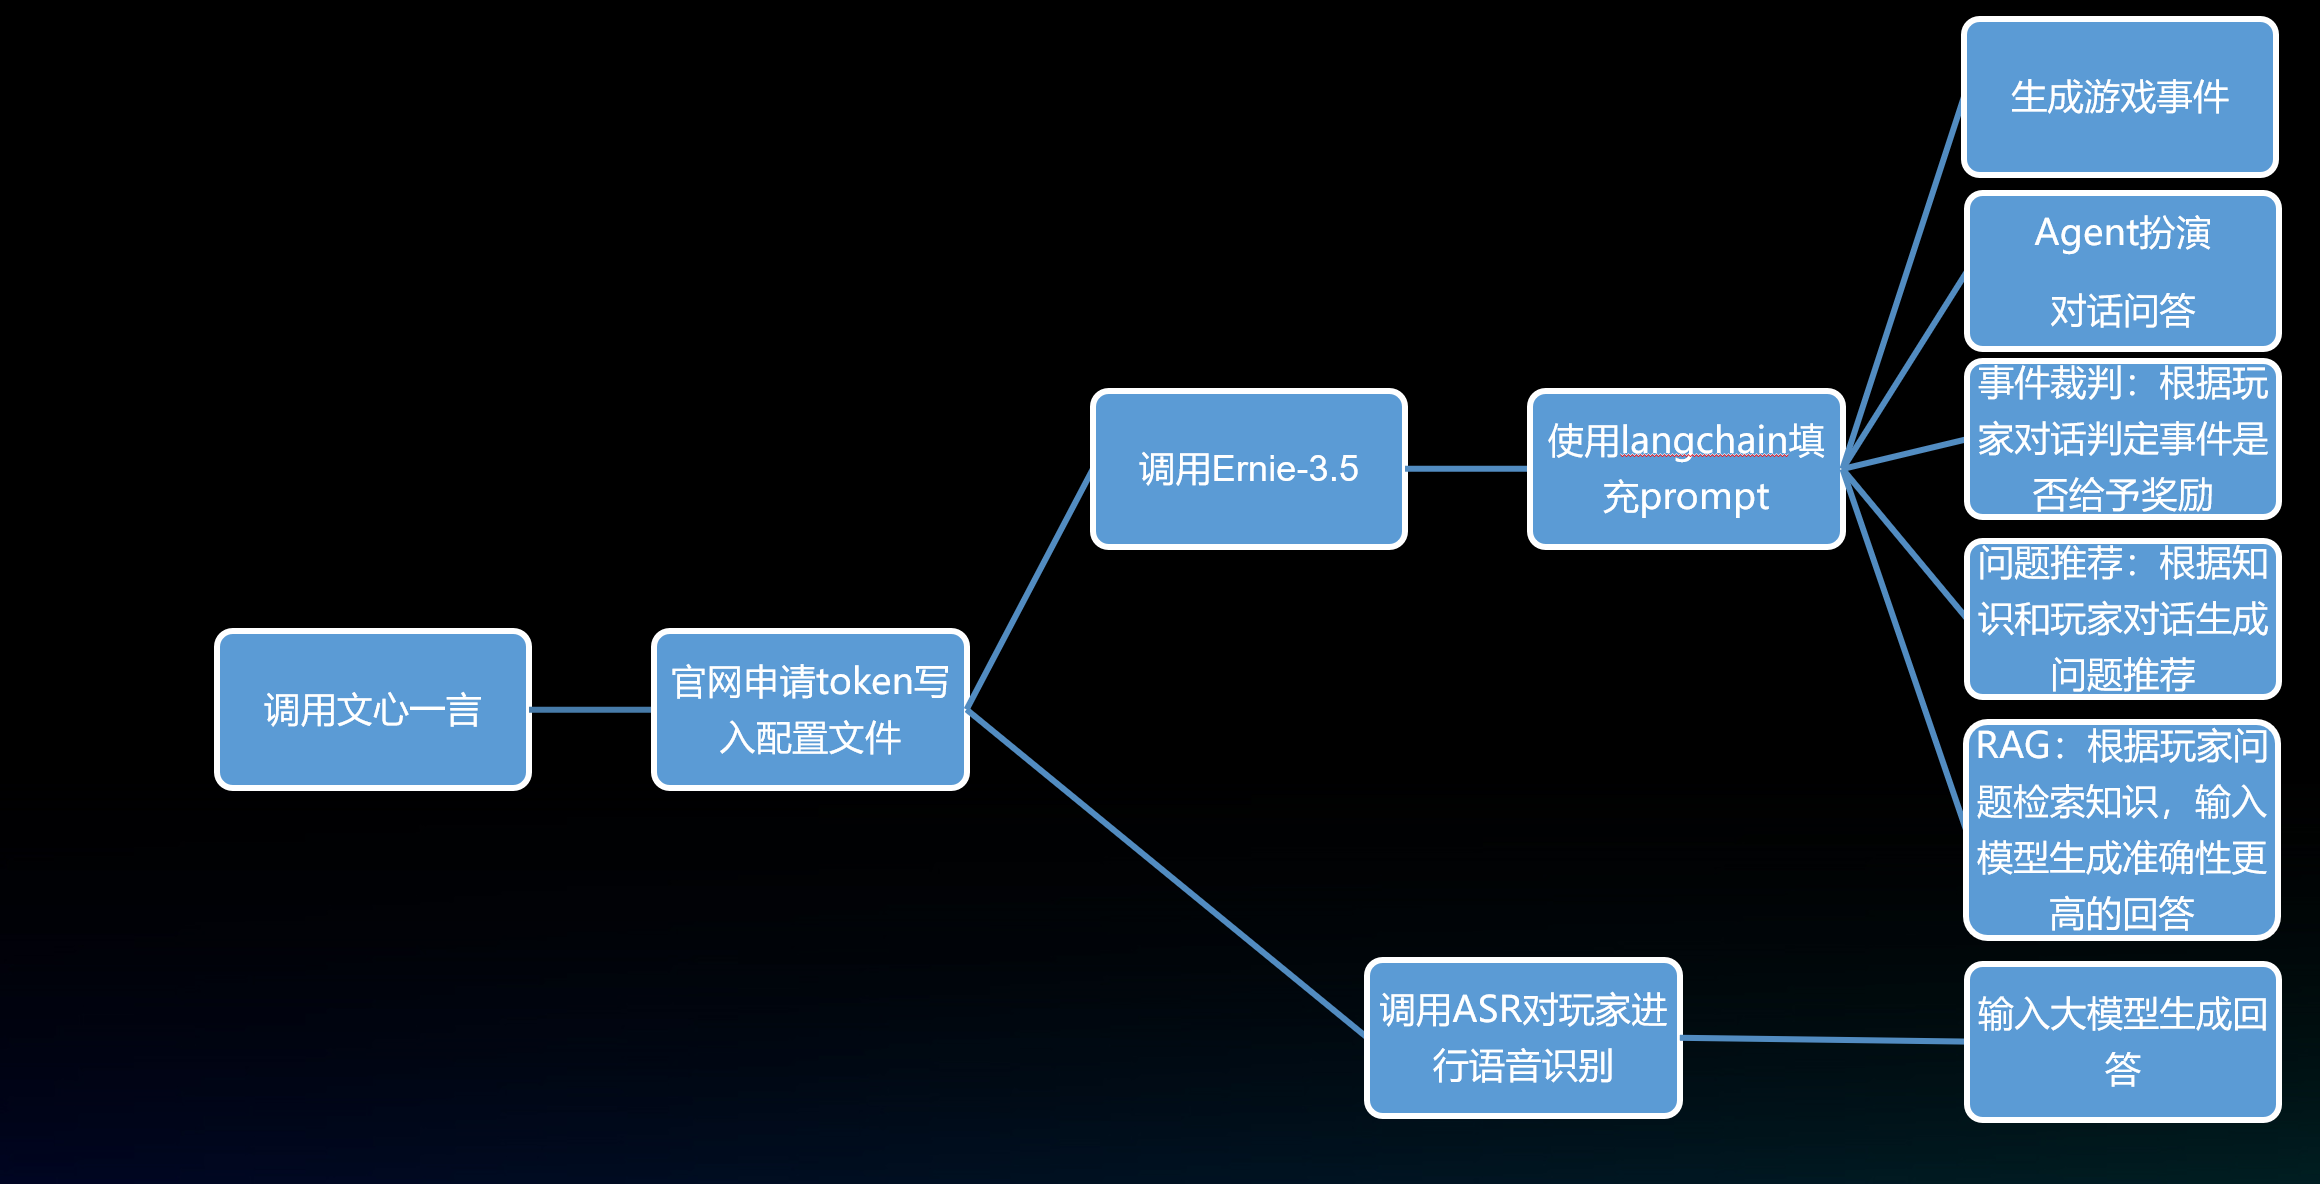 生成游戏事件
Agent扮演
对话问答
事件裁判：根据玩
家对话判定事件是
否给予奖励
调用Ernie-3.5
使用langchain填
充prompt
问题推荐：根据知
识和玩家对话生成
问题推荐
调用文心一言
官网申请token写
入配置文件
RAG：根据玩家问
题检索知识，输入
模型生成准确性更
高的回答
调用ASR对玩家进
行语音识别
输入大模型生成回
答